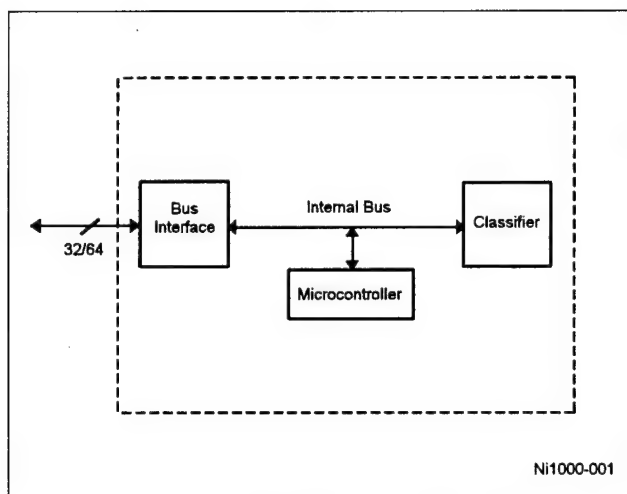 Bus
Interface
Internal Bus
Classifier
32/64
Microcontroller
Ni1000-001